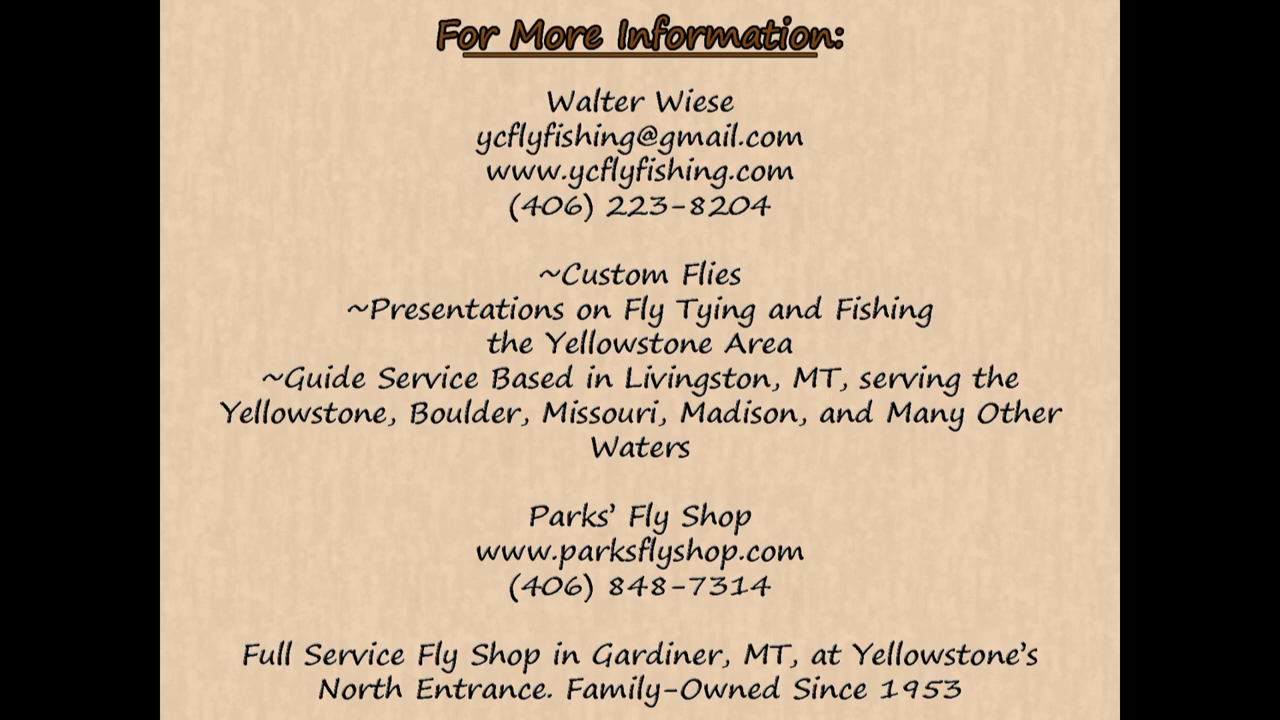 For More Information:
Walter Wiese
ycflyfishing@gmail.com
www.ycflyfishing.com
(406) 223-8204
~Custom Flies
~Presentations on Fly Tying and Fishing
the Yellowstone Area
~Guide Service Based in Livingston, MT, serving the
Yellowstone, Boulder, Missouri, Madison, and Many Other
Waters
Parks’ Fly Shop
www.parksflyshop.com
(406) 848-7314
Full Service Fly Shop in Gardiner, MT, at Yellowstone’s
North Entrance. Family-Owned Since 1953